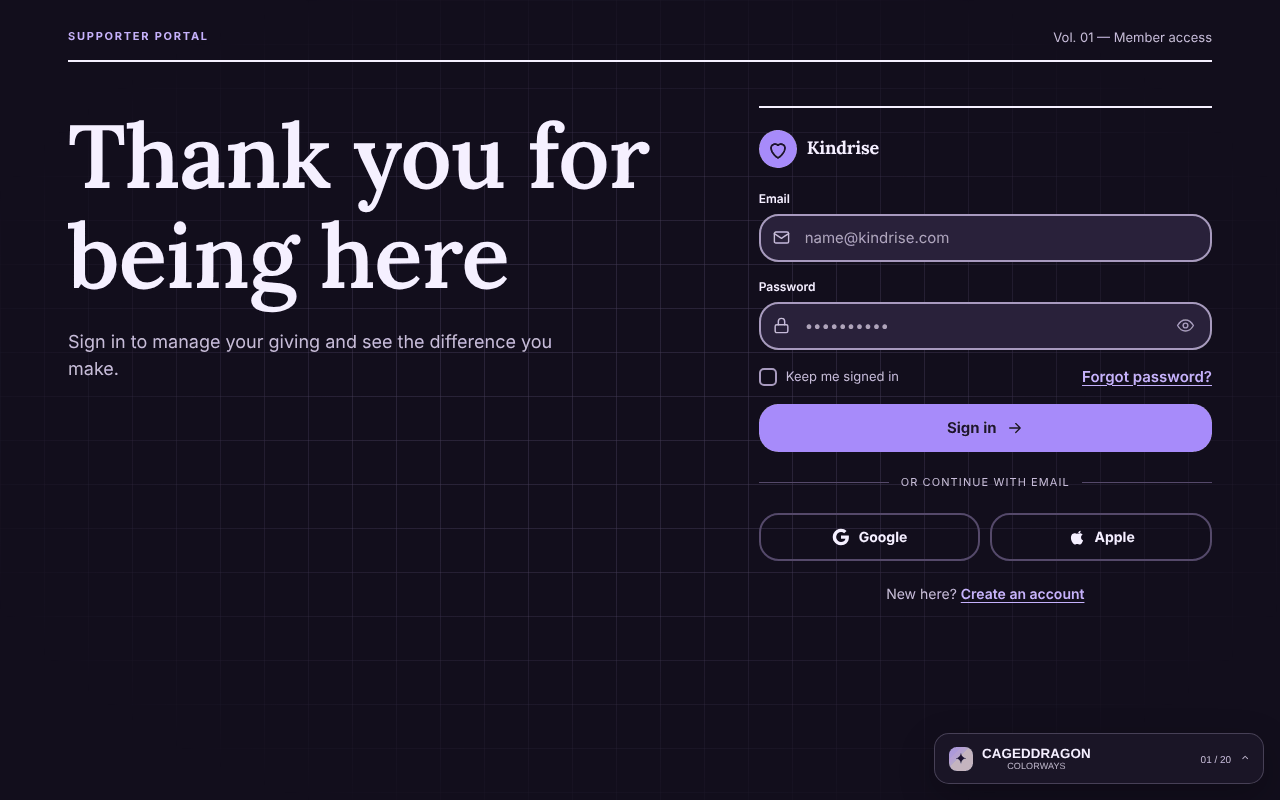 SUPPORTER PORTAL
Vol. 01 — Member access
Thank you for
being here
Sign in to manage your giving and see the difference you
make.
Kindrise
Email
name@kindrise.com
Password
••••••••••
Keep me signed in
Forgot password?
Sign in →
OR CONTINUE WITH EMAIL
Google
Apple
New here? Create an account
CAGEDDRAGON
COLORWAYS
01 / 20